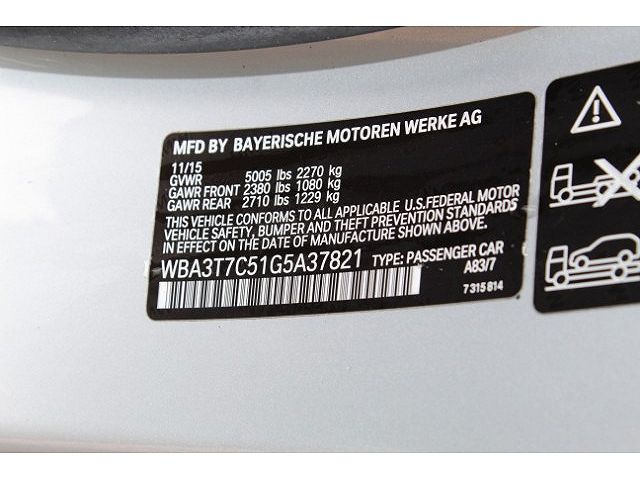 MFD BY BAYERISCHE MOTOREN WERKE AG
11/15
GVWR 5005 lbs 2270 kg
GAWR FRONT 2380 lbs 1080 kg
GAWR REAR 2710 lbs 1229 kg
THIS VEHICLE CONFORMS TO ALL APPLICABLE U.S.FEDERAL MOTOR
VEHICLE SAFETY, BUMPER AND THEFT PREVENTION STANDARDS
IN EFFECT ON THE DATE OF MANUFACTURE SHOWN ABOVE.
WBA3T7C51G5A37821 TYPE: PASSENGER CAR
A83/7
7 315 814